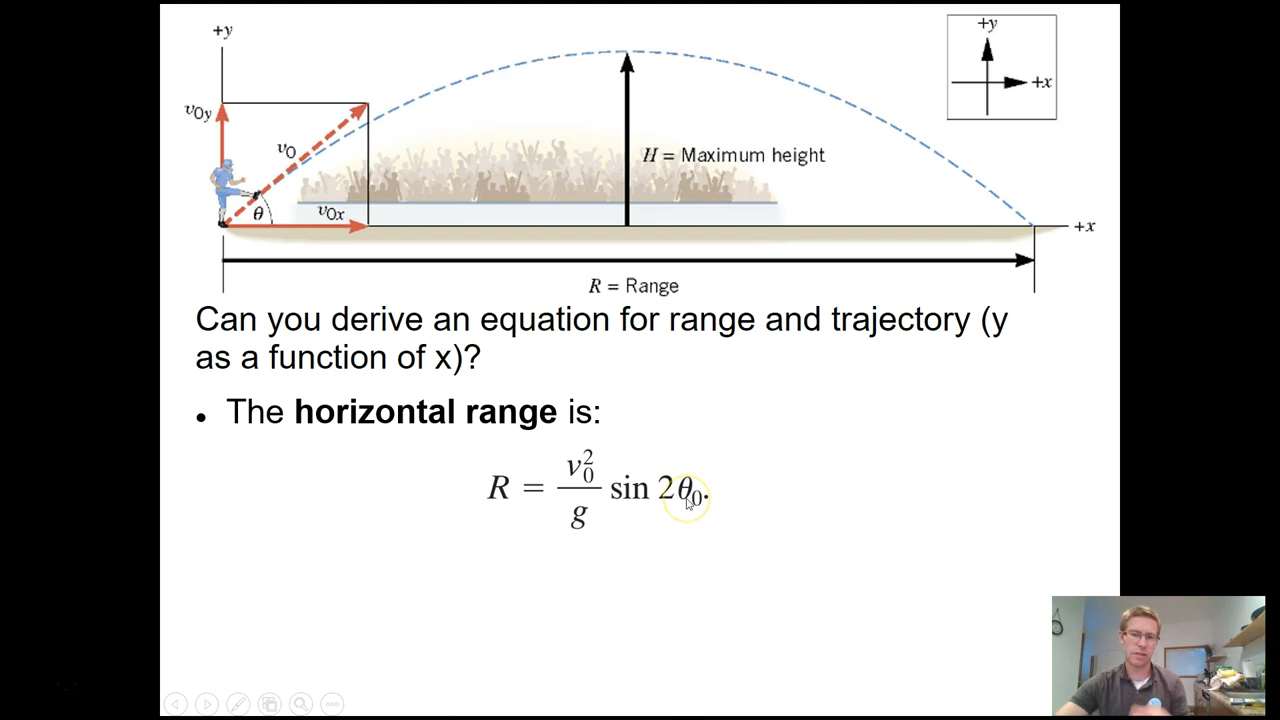 +y
+y
+x
v0y
v0
H = Maximum height
θ
v0x
+x
R = Range
Can you derive an equation for range and trajectory (y
as a function of x)?
• The horizontal range is:
R = v₀²/g sin 2θ₀.